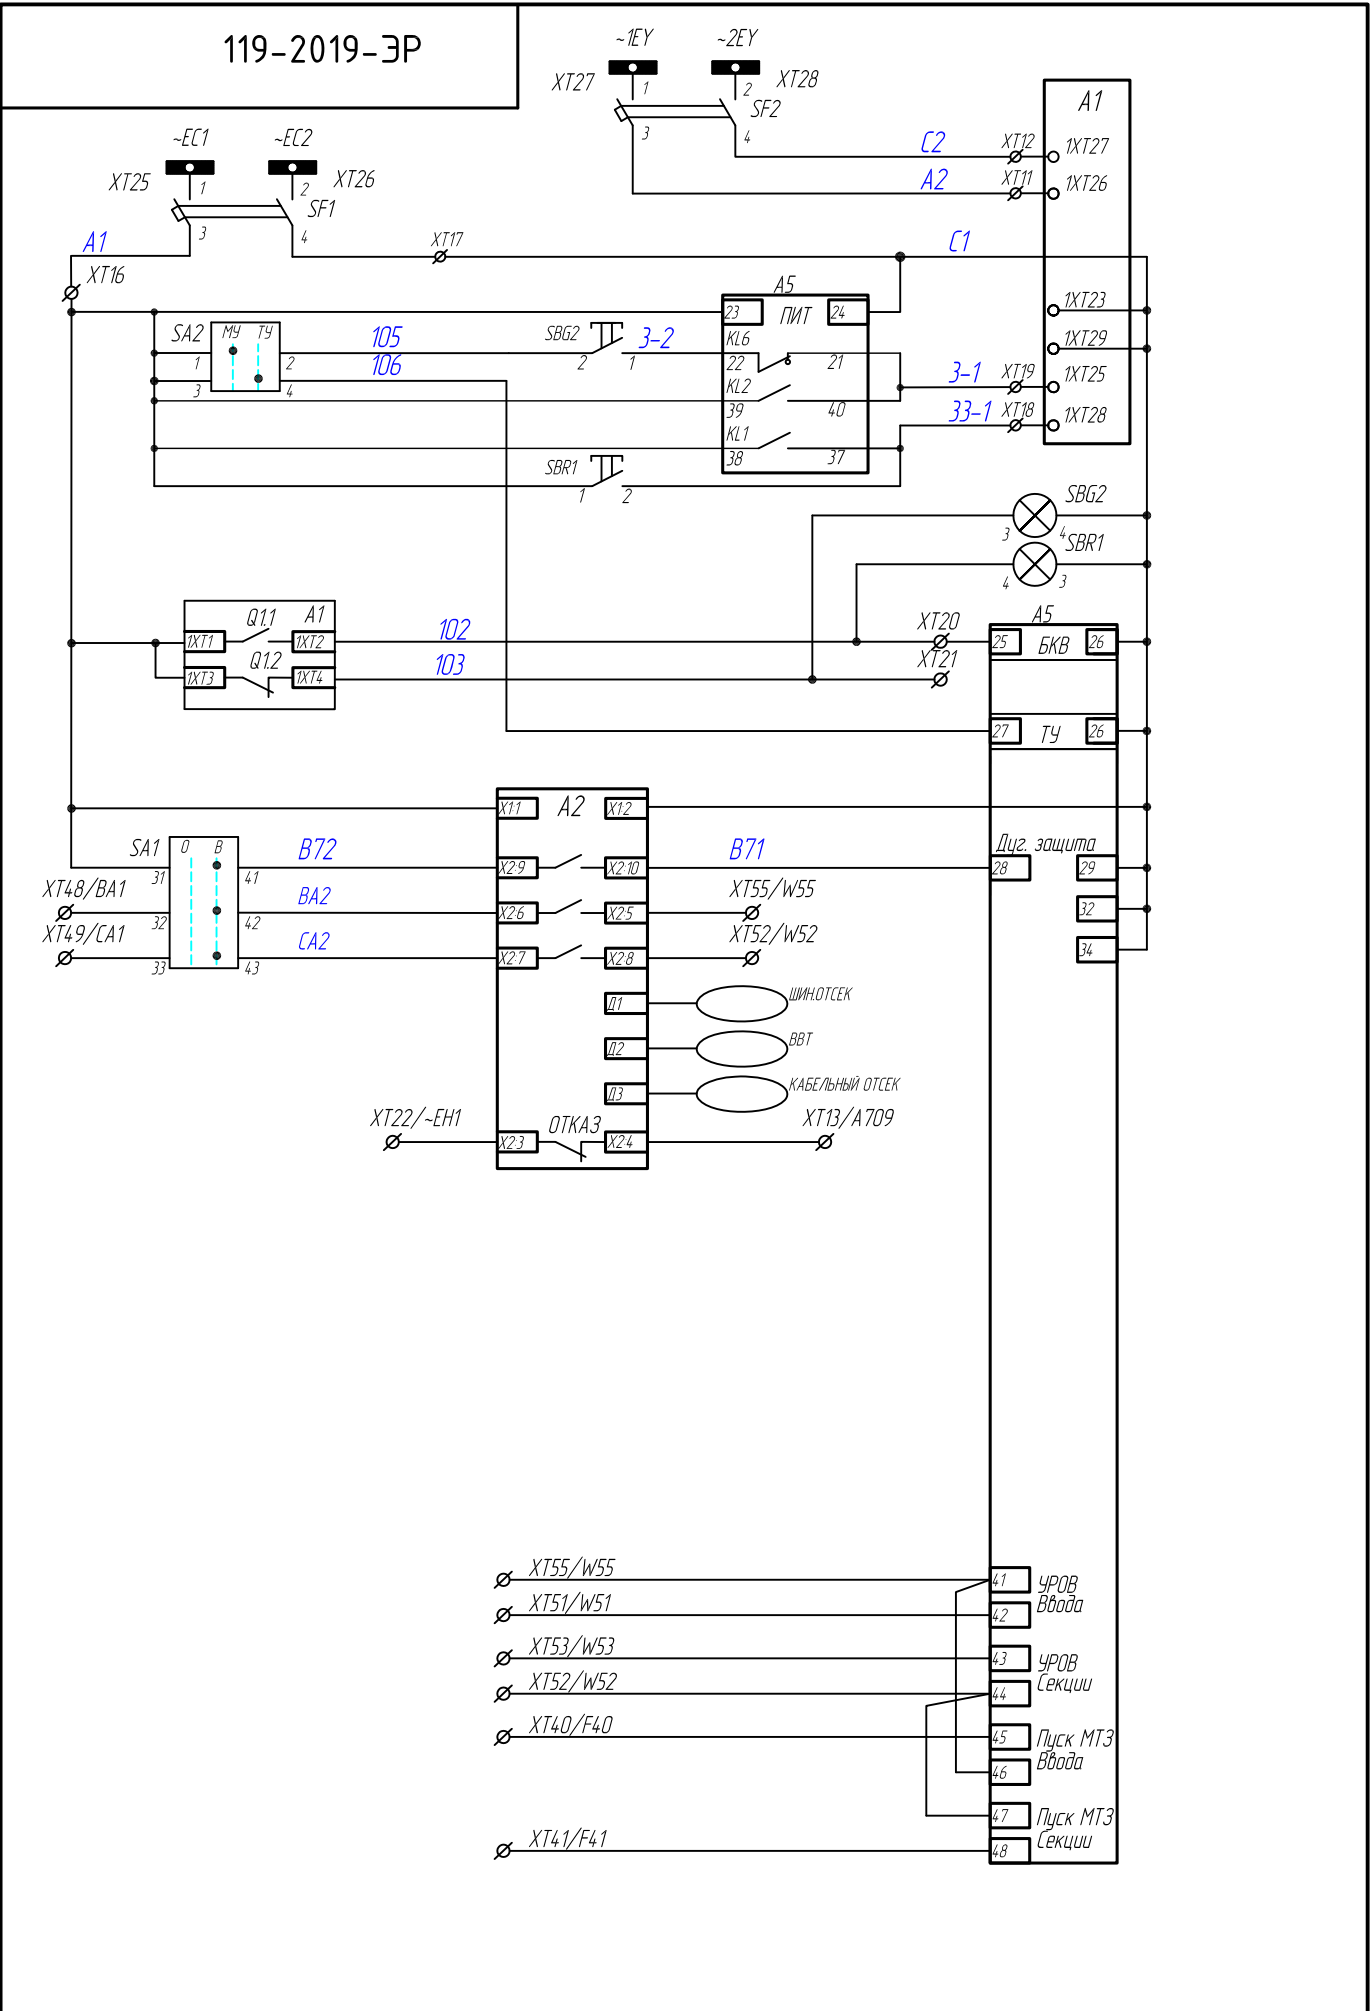 119-2019-ЭР
~1EY
~2EY
XT27
1
2
XT28
SF2
3
4
A1
~EC1
~EC2
C2
XT12
1XT27
XT25
1
2
XT26
A2
XT11
1XT26
SF1
3
4
A1
XT17
C1
XT16
A5
23
ПИТ
24
1XT23
SA2
МУ
ТУ
105
SBG2
3-2
KL6
1XT29
1
2
106
2
1
22
21
3-1
XT19
1XT25
3
4
KL2
39
40
33-1
XT18
1XT28
KL1
38
37
SBR1
1
2
SBG2
3
4
SBR1
4
3
Q1.1
A1
102
XT20
A5
1XT1
1XT2
25
БКВ
26
Q1.2
103
XT21
1XT3
1XT4
27
ТУ
26
X1:1
A2
X1:2
SA1
О
В
B72
B71
Дуг. защита
31
41
X2:9
X2:10
28
29
XT48/BA1
BA2
XT55/W55
32
42
X2:6
X2:5
32
XT49/CA1
CA2
XT52/W52
33
43
X2:7
X2:8
34
Д1
ШИН.ОТСЕК
Д2
ВВТ
Д3
КАБЕЛЬНЫЙ ОТСЕК
XT22/~EH1
ОТКАЗ
XT13/A709
X2:3
X2:4
XT55/W55
41
УРОВ
XT51/W51
Ввода
42
XT53/W53
43
УРОВ
XT52/W52
Секции
44
XT40/F40
45
Пуск МТЗ
Ввода
46
47
Пуск МТЗ
XT41/F41
Секции
48